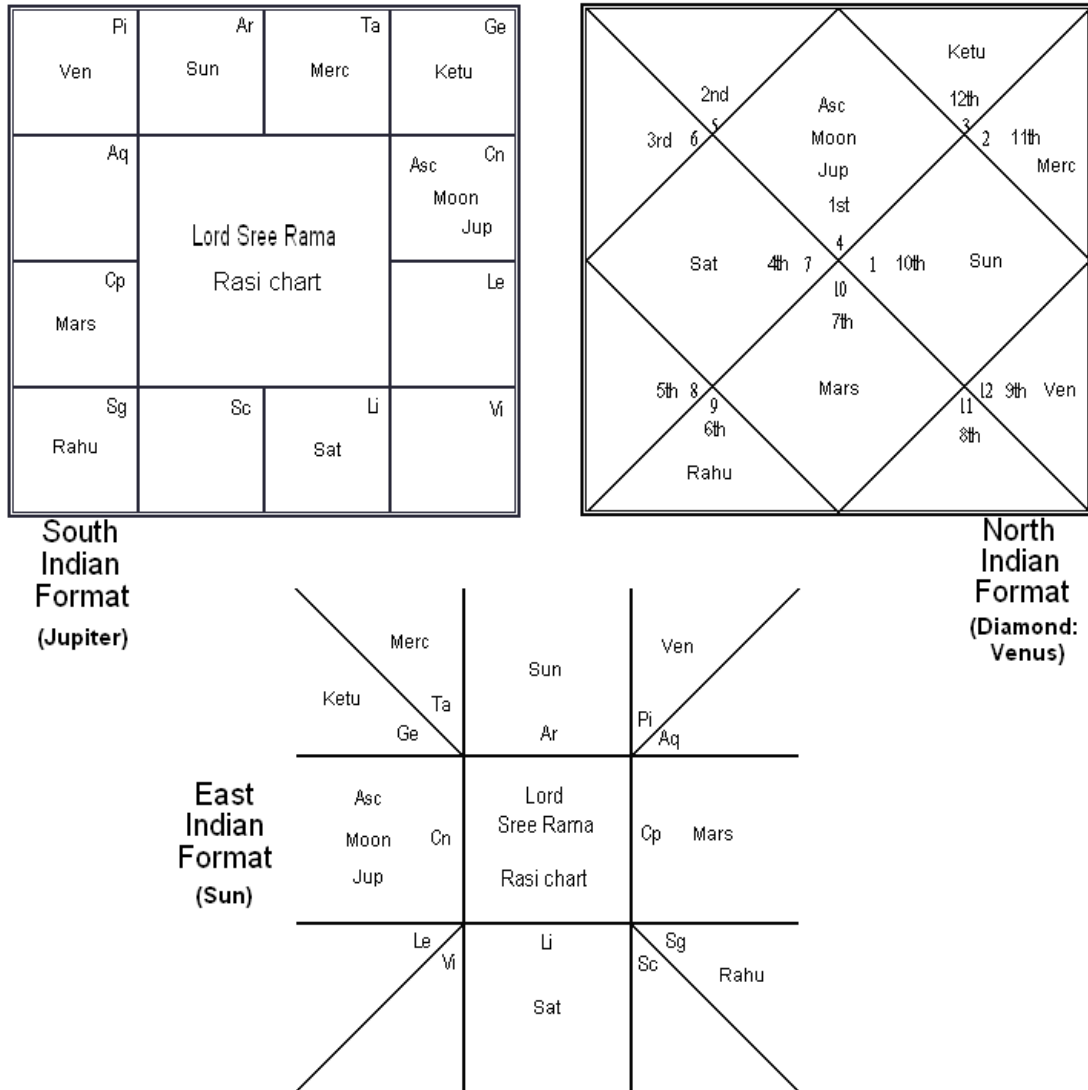 Pi
Ar
Ta
Ge
Ven
Sun
Merc
Ketu
Aq
Cn
Asc
Moon
Jup
Lord Sree Rama
Rasi chart
Cp
Le
Mars
Sg
Sc
Li
Vi
Rahu
Sat
South
Indian
Format
(Jupiter)
Ketu
2nd
5
Asc
Moon
Jup
1st
4
12th
3
3rd 6
2 11th
Merc
Sat 4th 7
1 10th Sun
10
7th
Mars
5th 8
9
6th
Rahu
12 9th Ven
11
8th
North
Indian
Format
(Diamond:
Venus)
Merc
Sun
Ven
Ketu
Ta
Ge
Ar
Pi
Aq
East
Indian
Format
(Sun)
Asc
Moon Cn
Jup
Lord
Sree Rama
Rasi chart
Cp Mars
Le
Vi
Li
Sat
Sg
Sc
Rahu